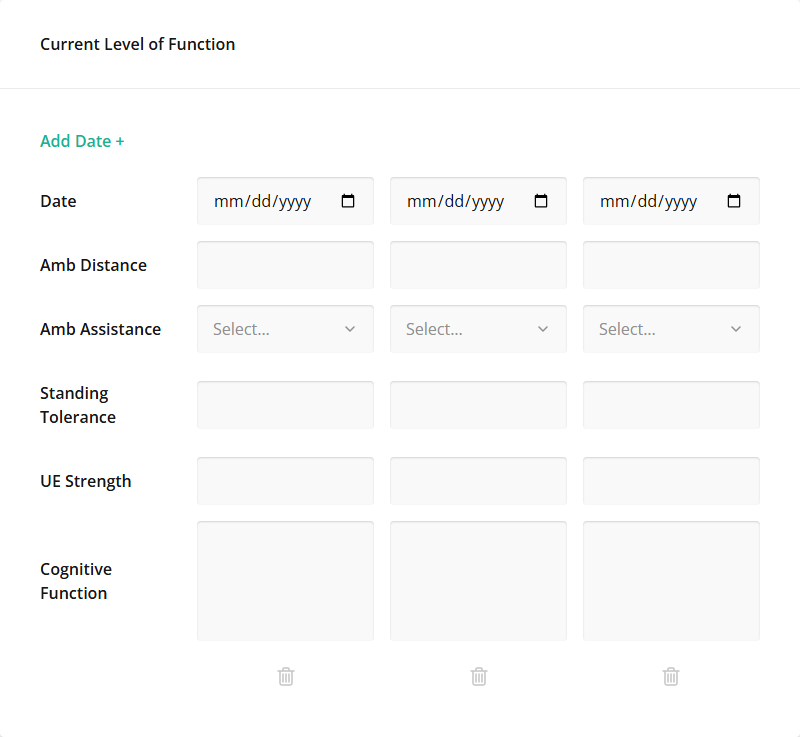 Current Level of Function
Add Date +
Date mm/dd/yyyy mm/dd/yyyy mm/dd/yyyy
Amb Distance
Amb Assistance Select... Select... Select...
Standing
Tolerance
UE Strength
Cognitive
Function